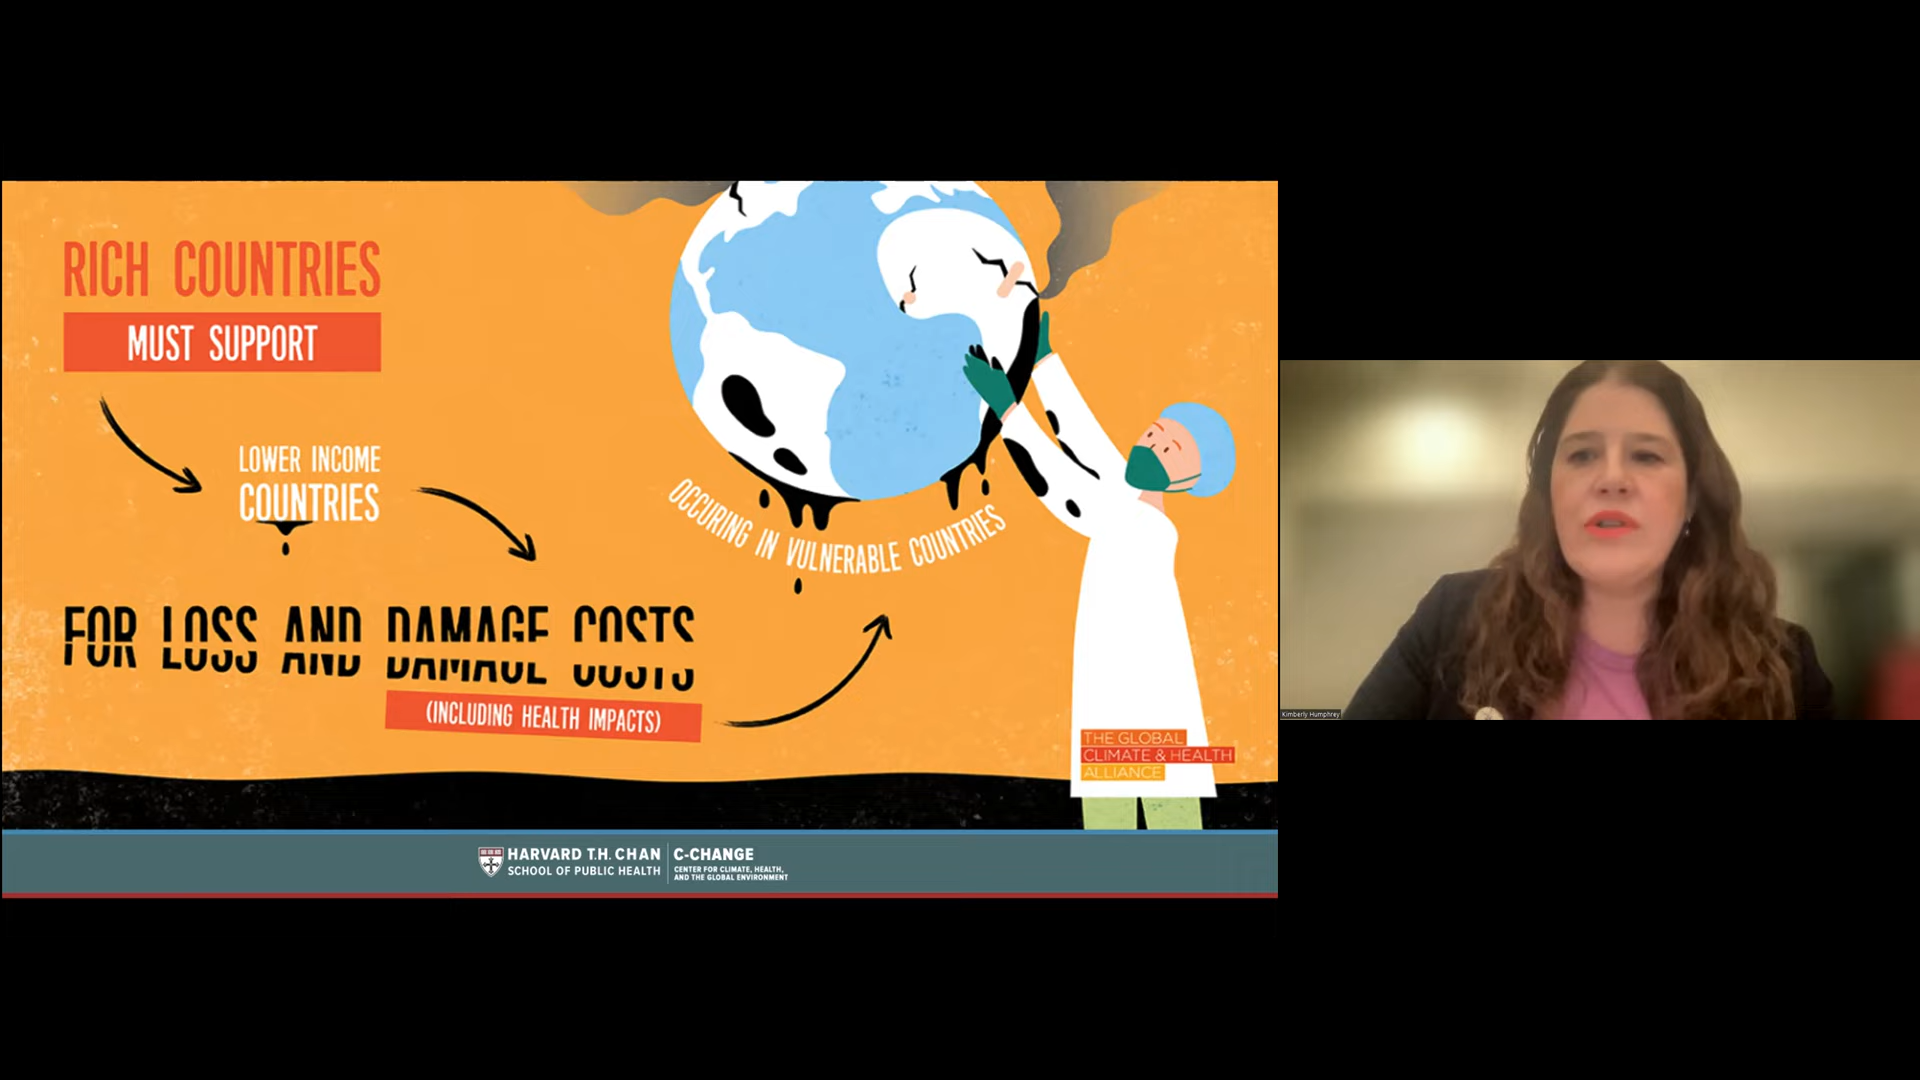 RICH COUNTRIES
MUST SUPPORT
LOWER INCOME
COUNTRIES
FOR LOSS AND DAMAGE COSTS
(INCLUDING HEALTH IMPACTS)
OCCURING IN VULNERABLE COUNTRIES
THE GLOBAL
CLIMATE & HEALTH
ALLIANCE
HARVARD T.H. CHAN
SCHOOL OF PUBLIC HEALTH
C-CHANGE
CENTER FOR CLIMATE, HEALTH,
AND THE GLOBAL ENVIRONMENT
Kimberly Humphrey